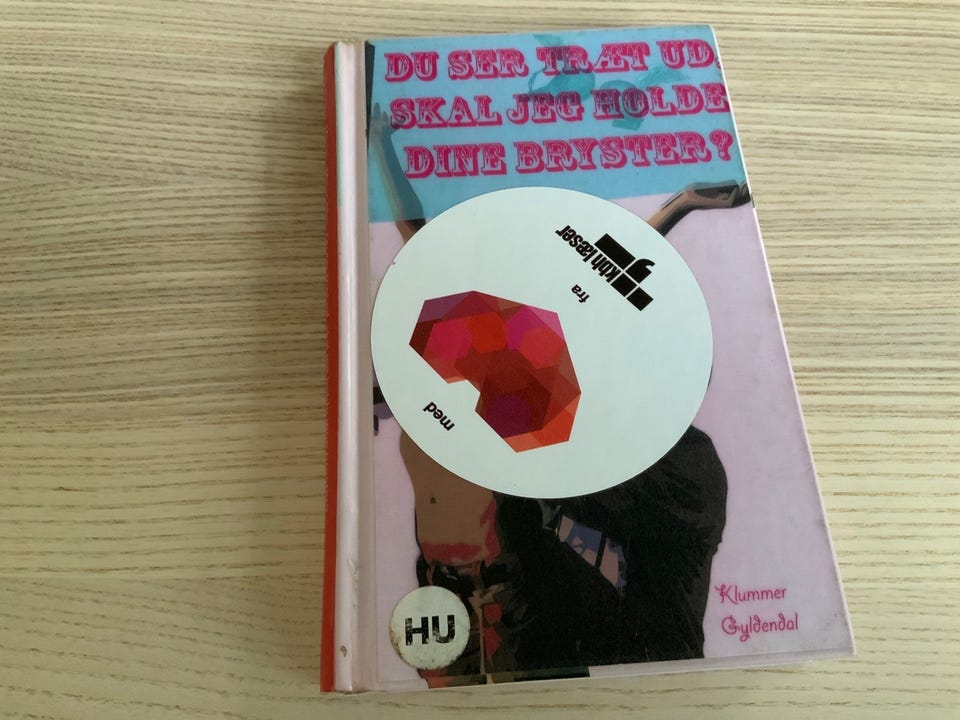 DU SER TRÆT UD.
SKAL JEG HOLDE
DINE BRYSTER?
kbh læser
fra
med
HU
Klummer
Gyldendal